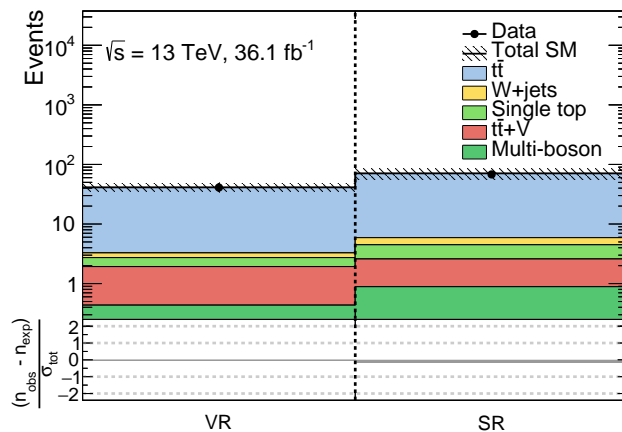 Events
10⁴
10³
10²
10
1
√s = 13 TeV, 36.1 fb⁻¹
Data
Total SM
tt̄
W+jets
Single top
tt̄+V
Multi-boson
(n_obs - n_exp)
σ_tot
2
1
0
−1
−2
VR
SR